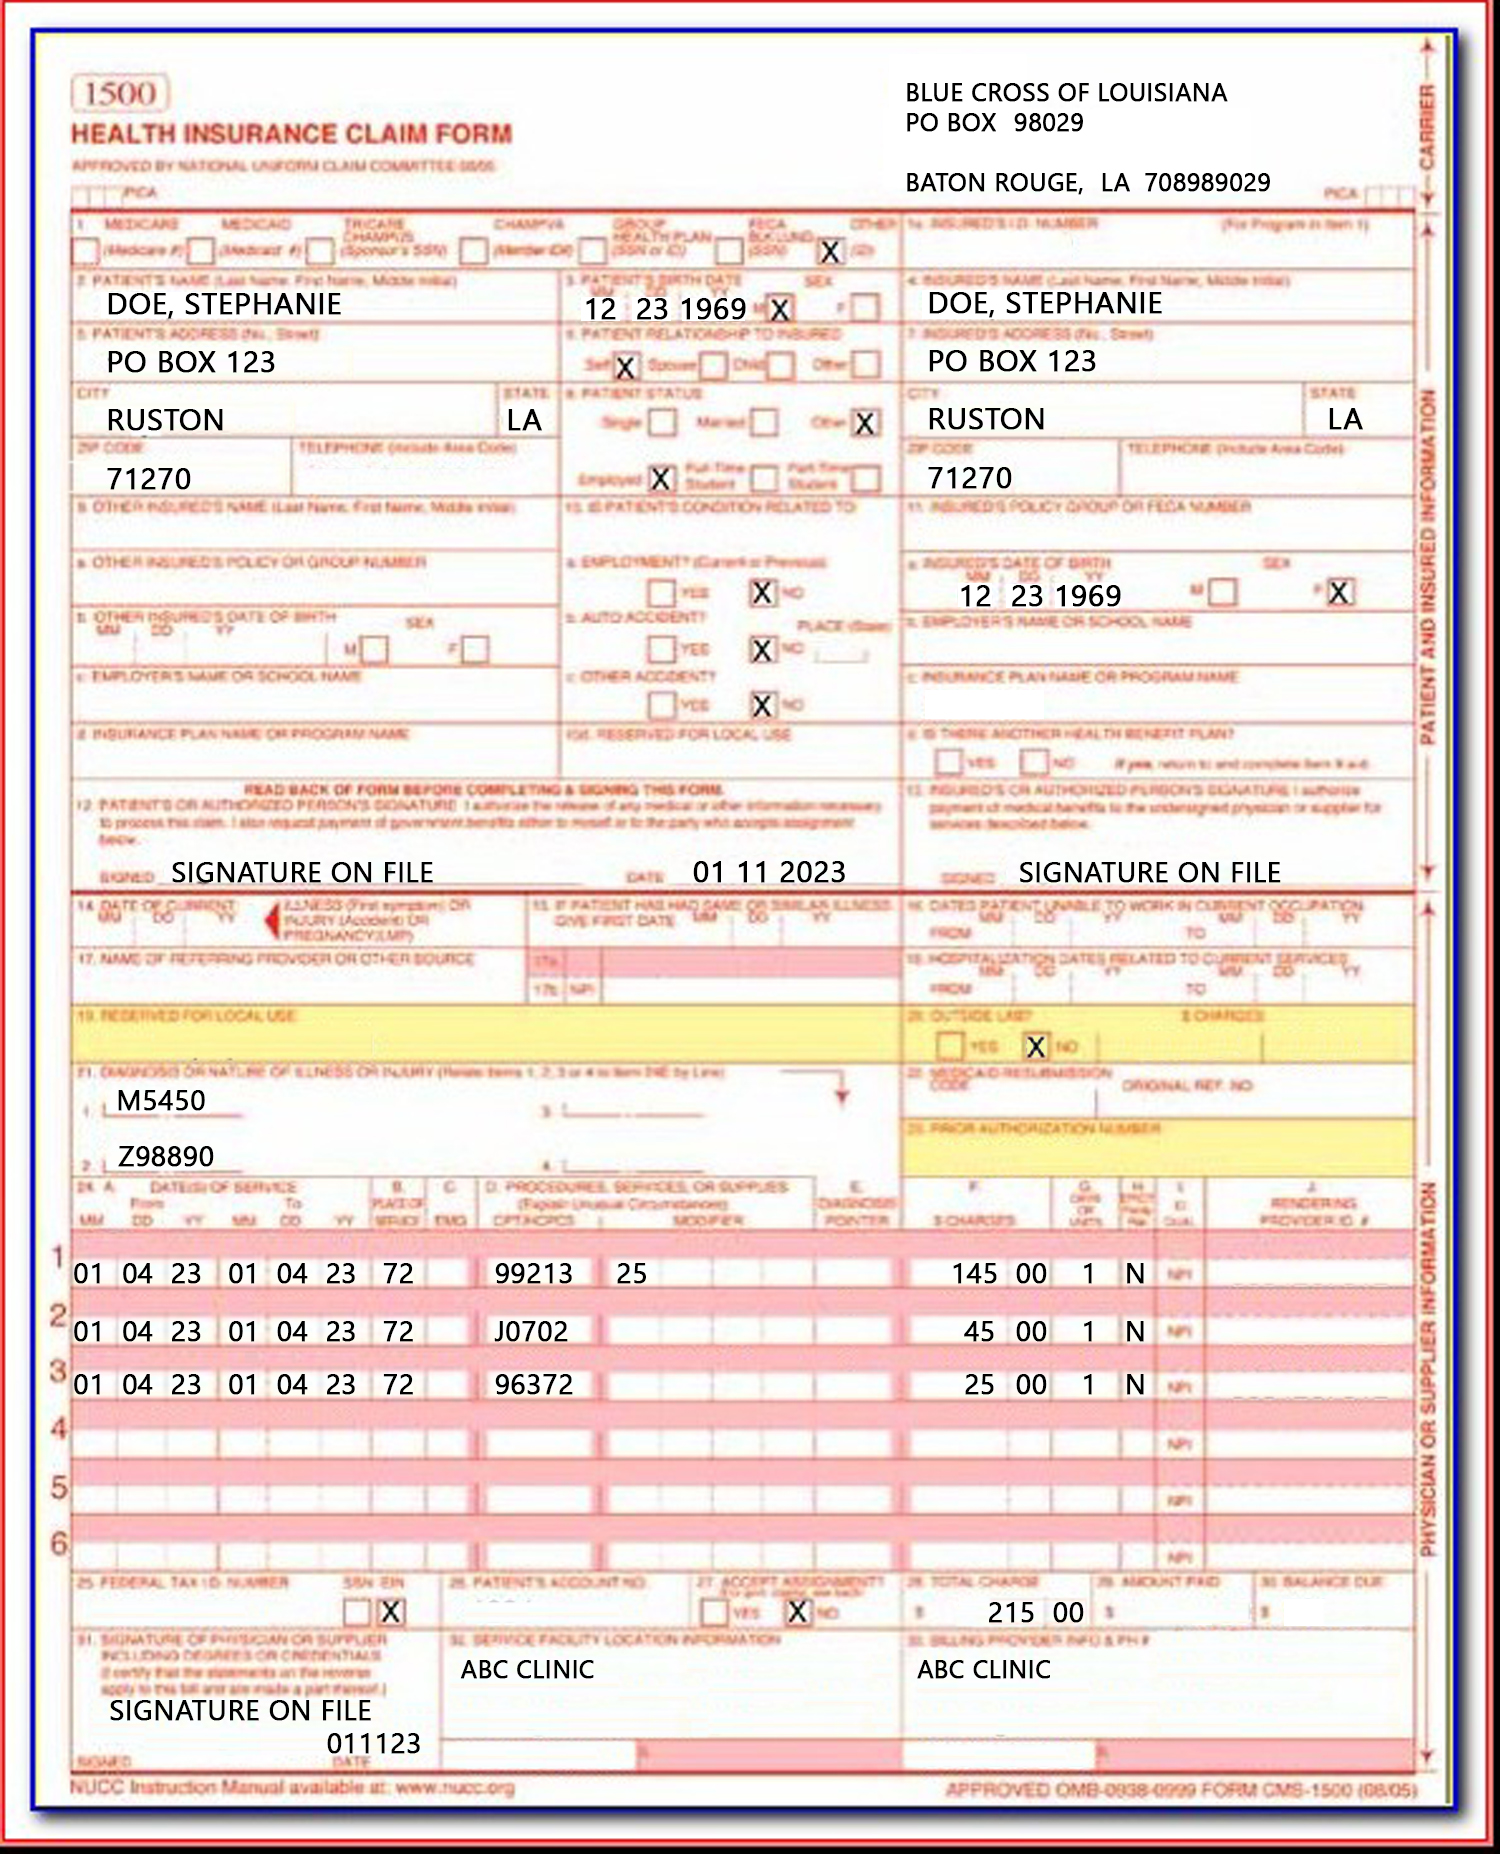 BLUE CROSS OF LOUISIANA
1500
PO BOX 98029
HEALTH INSURANCE CLAIM FORM
APPROVED BY NATIONAL UNIFORM CLAIM COMMITTEE 08/05
BATON ROUGE, LA 708989029
PICA PICA
CARRIER
1. MEDICARE MEDICAID TRICARE CHAMPUS CHAMPVA GROUP HEALTH PLAN FECA BLK LUNG OTHER 1a. INSURED'S I.D. NUMBER (For Program in Item 1)
(Medicare #) (Medicaid #) (Sponsor's SSN) (Member ID#) (SSN or ID) (SSN) X (ID)
2. PATIENT'S NAME (Last Name, First Name, Middle Initial) 3. PATIENT'S BIRTH DATE SEX 4. INSURED'S NAME (Last Name, First Name, Middle Initial)
MM DD YY
DOE, STEPHANIE 12 23 1969 M X F DOE, STEPHANIE
5. PATIENT'S ADDRESS (No., Street) 6. PATIENT RELATIONSHIP TO INSURED 7. INSURED'S ADDRESS (No., Street)
PO BOX 123 Self X Spouse Child Other PO BOX 123
CITY STATE 8. PATIENT STATUS CITY STATE
RUSTON LA Single Married Other X RUSTON LA
ZIP CODE TELEPHONE (Include Area Code) ZIP CODE TELEPHONE (Include Area Code)
71270 Employed X Full-Time Student Part-Time Student 71270
9. OTHER INSURED'S NAME (Last Name, First Name, Middle Initial) 10. IS PATIENT'S CONDITION RELATED TO: 11. INSURED'S POLICY GROUP OR FECA NUMBER
a. OTHER INSURED'S POLICY OR GROUP NUMBER a. EMPLOYMENT? (Current or Previous) a. INSURED'S DATE OF BIRTH SEX
MM DD YY
YES X NO 12 23 1969 M F X
b. OTHER INSURED'S DATE OF BIRTH SEX b. AUTO ACCIDENT? PLACE (State) b. EMPLOYER'S NAME OR SCHOOL NAME
MM DD YY M F YES X NO
c. EMPLOYER'S NAME OR SCHOOL NAME c. OTHER ACCIDENT? c. INSURANCE PLAN NAME OR PROGRAM NAME
YES X NO
d. INSURANCE PLAN NAME OR PROGRAM NAME 10d. RESERVED FOR LOCAL USE d. IS THERE ANOTHER HEALTH BENEFIT PLAN?
YES NO If yes, return to and complete item 9 a-d.
PATIENT AND INSURED INFORMATION
READ BACK OF FORM BEFORE COMPLETING & SIGNING THIS FORM.
12. PATIENT'S OR AUTHORIZED PERSON'S SIGNATURE I authorize the release of any medical or other information necessary
to process this claim. I also request payment of government benefits either to myself or to the party who accepts assignment
below.
13. INSURED'S OR AUTHORIZED PERSON'S SIGNATURE I authorize
payment of medical benefits to the undersigned physician or supplier for
services described below.
SIGNED SIGNATURE ON FILE DATE 01 11 2023 SIGNED SIGNATURE ON FILE
14. DATE OF CURRENT: ILLNESS (First symptom) OR INJURY (Accident) OR PREGNANCY(LMP)
MM DD YY
15. IF PATIENT HAS HAD SAME OR SIMILAR ILLNESS.
GIVE FIRST DATE MM DD YY
16. DATES PATIENT UNABLE TO WORK IN CURRENT OCCUPATION
MM DD YY MM DD YY
FROM TO
17. NAME OF REFERRING PROVIDER OR OTHER SOURCE 17a.
17b. NPI
18. HOSPITALIZATION DATES RELATED TO CURRENT SERVICES
MM DD YY MM DD YY
FROM TO
19. RESERVED FOR LOCAL USE 20. OUTSIDE LAB? $ CHARGES
YES X NO
21. DIAGNOSIS OR NATURE OF ILLNESS OR INJURY (Relate Items 1, 2, 3 or 4 to Item 24E by Line)
1. M5450 3.
2. Z98890 4.
22. MEDICAID RESUBMISSION
CODE ORIGINAL REF. NO.
23. PRIOR AUTHORIZATION NUMBER
24. A. DATE(S) OF SERVICE B. C. D. PROCEDURES, SERVICES, OR SUPPLIES E. F. G. H. I. J.
From To PLACE OF (Explain Unusual Circumstances) DIAGNOSIS DAYS OR UNITS EPSDT Family Plan ID. QUAL. RENDERING
MM DD YY MM DD YY SERVICE EMG CPT/HCPCS MODIFIER POINTER $ CHARGES PROVIDER ID. #
1 01 04 23 01 04 23 72 99213 25 145 00 1 N NPI
2 01 04 23 01 04 23 72 J0702 45 00 1 N NPI
3 01 04 23 01 04 23 72 96372 25 00 1 N NPI
4 NPI
5 NPI
6 NPI
PHYSICIAN OR SUPPLIER INFORMATION
25. FEDERAL TAX I.D. NUMBER SSN EIN 26. PATIENT'S ACCOUNT NO. 27. ACCEPT ASSIGNMENT? 28. TOTAL CHARGE 29. AMOUNT PAID 30. BALANCE DUE
(For govt. claims, see back)
X YES X NO $ 215 00 $ $
31. SIGNATURE OF PHYSICIAN OR SUPPLIER
INCLUDING DEGREES OR CREDENTIALS
(I certify that the statements on the reverse
apply to this bill and are made a part thereof.)
SIGNATURE ON FILE
011123
SIGNED DATE
32. SERVICE FACILITY LOCATION INFORMATION
ABC CLINIC
b.
33. BILLING PROVIDER INFO & PH #
ABC CLINIC
b.
NUCC Instruction Manual available at: www.nucc.org
APPROVED OMB-0938-0999 FORM CMS-1500 (08/05)